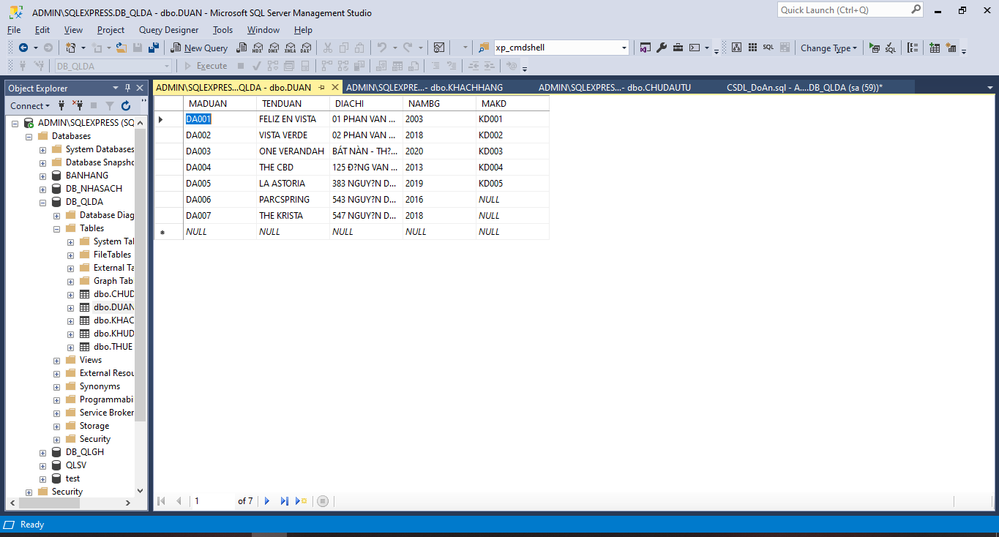 ADMIN\SQLEXPRESS.DB_QLDA - dbo.DUAN - Microsoft SQL Server Management Studio
Quick Launch (Ctrl+Q)
File Edit View Project Query Designer Tools Window Help
New Query MDX DMX XMLA DAX xp_cmdshell SQL Change Type SQL
DB_QLDA Execute
Object Explorer
Connect
ADMIN\SQLEXPRESS (SQ
Databases
System Databases
Database Snapsho
BANHANG
DB_NHASACH
DB_QLDA
Database Diag
Tables
System Tal
FileTables
External Ta
Graph Tab
dbo.CHUD
dbo.DUAN
dbo.KHAC
dbo.KHUD
dbo.THUE
Views
External Resou
Synonyms
Programmabi
Service Broker
Storage
Security
DB_QLGH
QLSV
test
Security
ADMIN\SQLEXPRES...QLDA - dbo.DUAN ADMIN\SQLEXPRE...- dbo.KHACHHANG ADMIN\SQLEXPRES...- dbo.CHUDAUTU CSDL_DoAn.sql - A....DB_QLDA (sa (59))*
MADUAN TENDUAN DIACHI NAMBG MAKD
DA001 FELIZ EN VISTA 01 PHAN VAN ... 2003 KD001
DA002 VISTA VERDE 02 PHAN VAN ... 2018 KD002
DA003 ONE VERANDAH BÁT NÀN - TH?... 2020 KD003
DA004 THE CBD 125 Đ?NG VAN ... 2013 KD004
DA005 LA ASTORIA 383 NGUY?N D... 2019 KD005
DA006 PARCSPRING 543 NGUY?N D... 2016 NULL
DA007 THE KRISTA 547 NGUY?N D... 2018 NULL
NULL NULL NULL NULL NULL
1 of 7
Ready